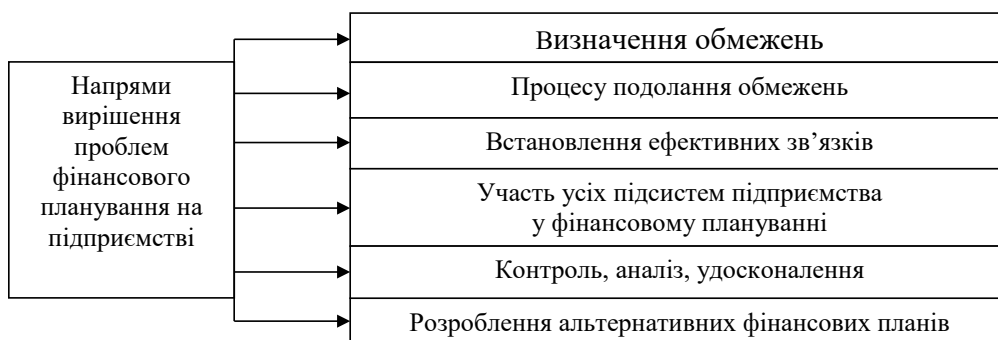 Напрями
вирішення
проблем
фінансового
планування на
підприємстві
Визначення обмежень
Процесу подолання обмежень
Встановлення ефективних зв’язків
Участь усіх підсистем підприємства
у фінансовому плануванні
Контроль, аналіз, удосконалення
Розроблення альтернативних фінансових планів